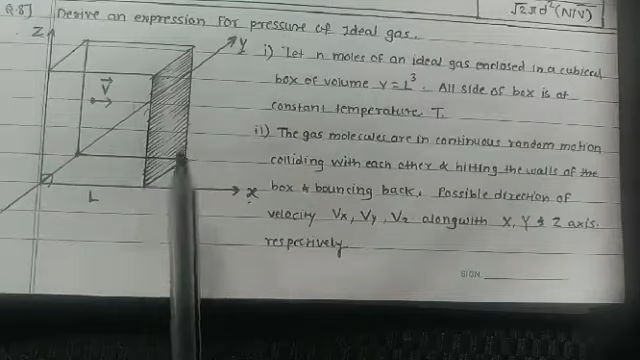 √2πd²(N/V)
Q.8] Derive an expression for pressure of Ideal gas.
Z
Y
V
X
L
i) Let n moles of an ideal gas enclosed in a cubical
box of volume V = L³. All side of box is at
constant temperature T.
ii) The gas molecules are in continuous random motion
colliding with each other & hitting the walls of the
box & bouncing back. Possible direction of
velocity Vx, Vy, Vz alongwith X, Y & Z axis.
respectively
SIGN.